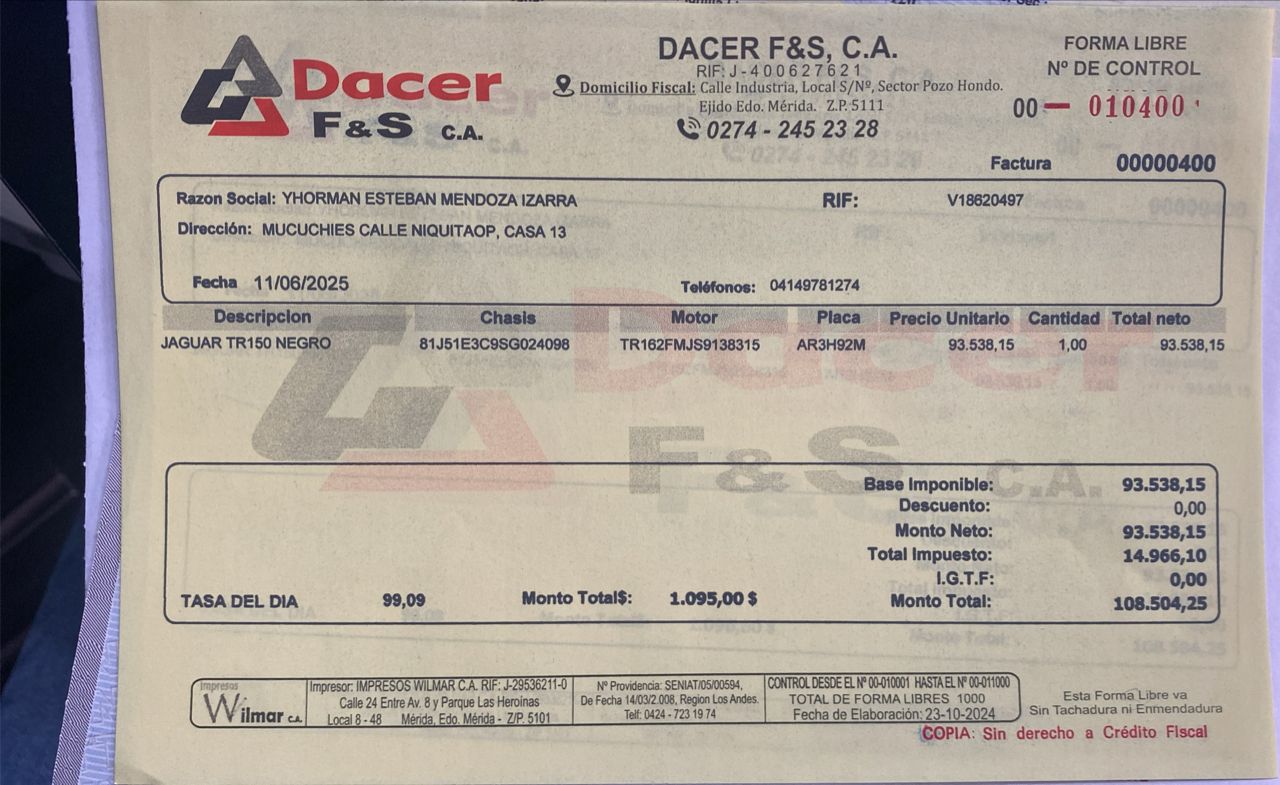 Dacer
F&S C.A.
DACER F&S, C.A.
RIF: J-400627621
Domicilio Fiscal: Calle Industria, Local S/Nº, Sector Pozo Hondo.
Ejido Edo. Mérida. Z.P. 5111
0274 - 245 23 28
FORMA LIBRE
Nº DE CONTROL
00 - 010400
Factura 00000400
Razon Social: YHORMAN ESTEBAN MENDOZA IZARRA RIF: V18620497
Dirección: MUCUCHIES CALLE NIQUITAOP, CASA 13
Fecha 11/06/2025 Teléfonos: 04149781274
Descripcion Chasis Motor Placa Precio Unitario Cantidad Total neto
JAGUAR TR150 NEGRO 81J51E3C9SG024098 TR162FMJS9138315 AR3H92M 93.538,15 1,00 93.538,15
Dacer
F&S C.A.
Base Imponible: 93.538,15
Descuento: 0,00
Monto Neto: 93.538,15
Total Impuesto: 14.966,10
I.G.T.F: 0,00
TASA DEL DIA 99,09 Monto Total$: 1.095,00 $ Monto Total: 108.504,25
Impresos
Wilmar C.A.
Impresor: IMPRESOS WILMAR C.A. RIF: J-29536211-0
Calle 24 Entre Av. 8 y Parque Las Heroinas
Local 8 - 48 Mérida, Edo. Mérida - Z/P. 5101
Nº Providencia: SENIAT/05/00594,
De Fecha 14/03/2.008, Region Los Andes.
Telf: 0424 - 723 19 74
CONTROL DESDE EL Nº 00-010001 HASTA EL Nº 00-011000
TOTAL DE FORMA LIBRES 1000
Fecha de Elaboración: 23-10-2024
Esta Forma Libre va
Sin Tachadura ni Enmendadura
COPIA: Sin derecho a Crédito Fiscal